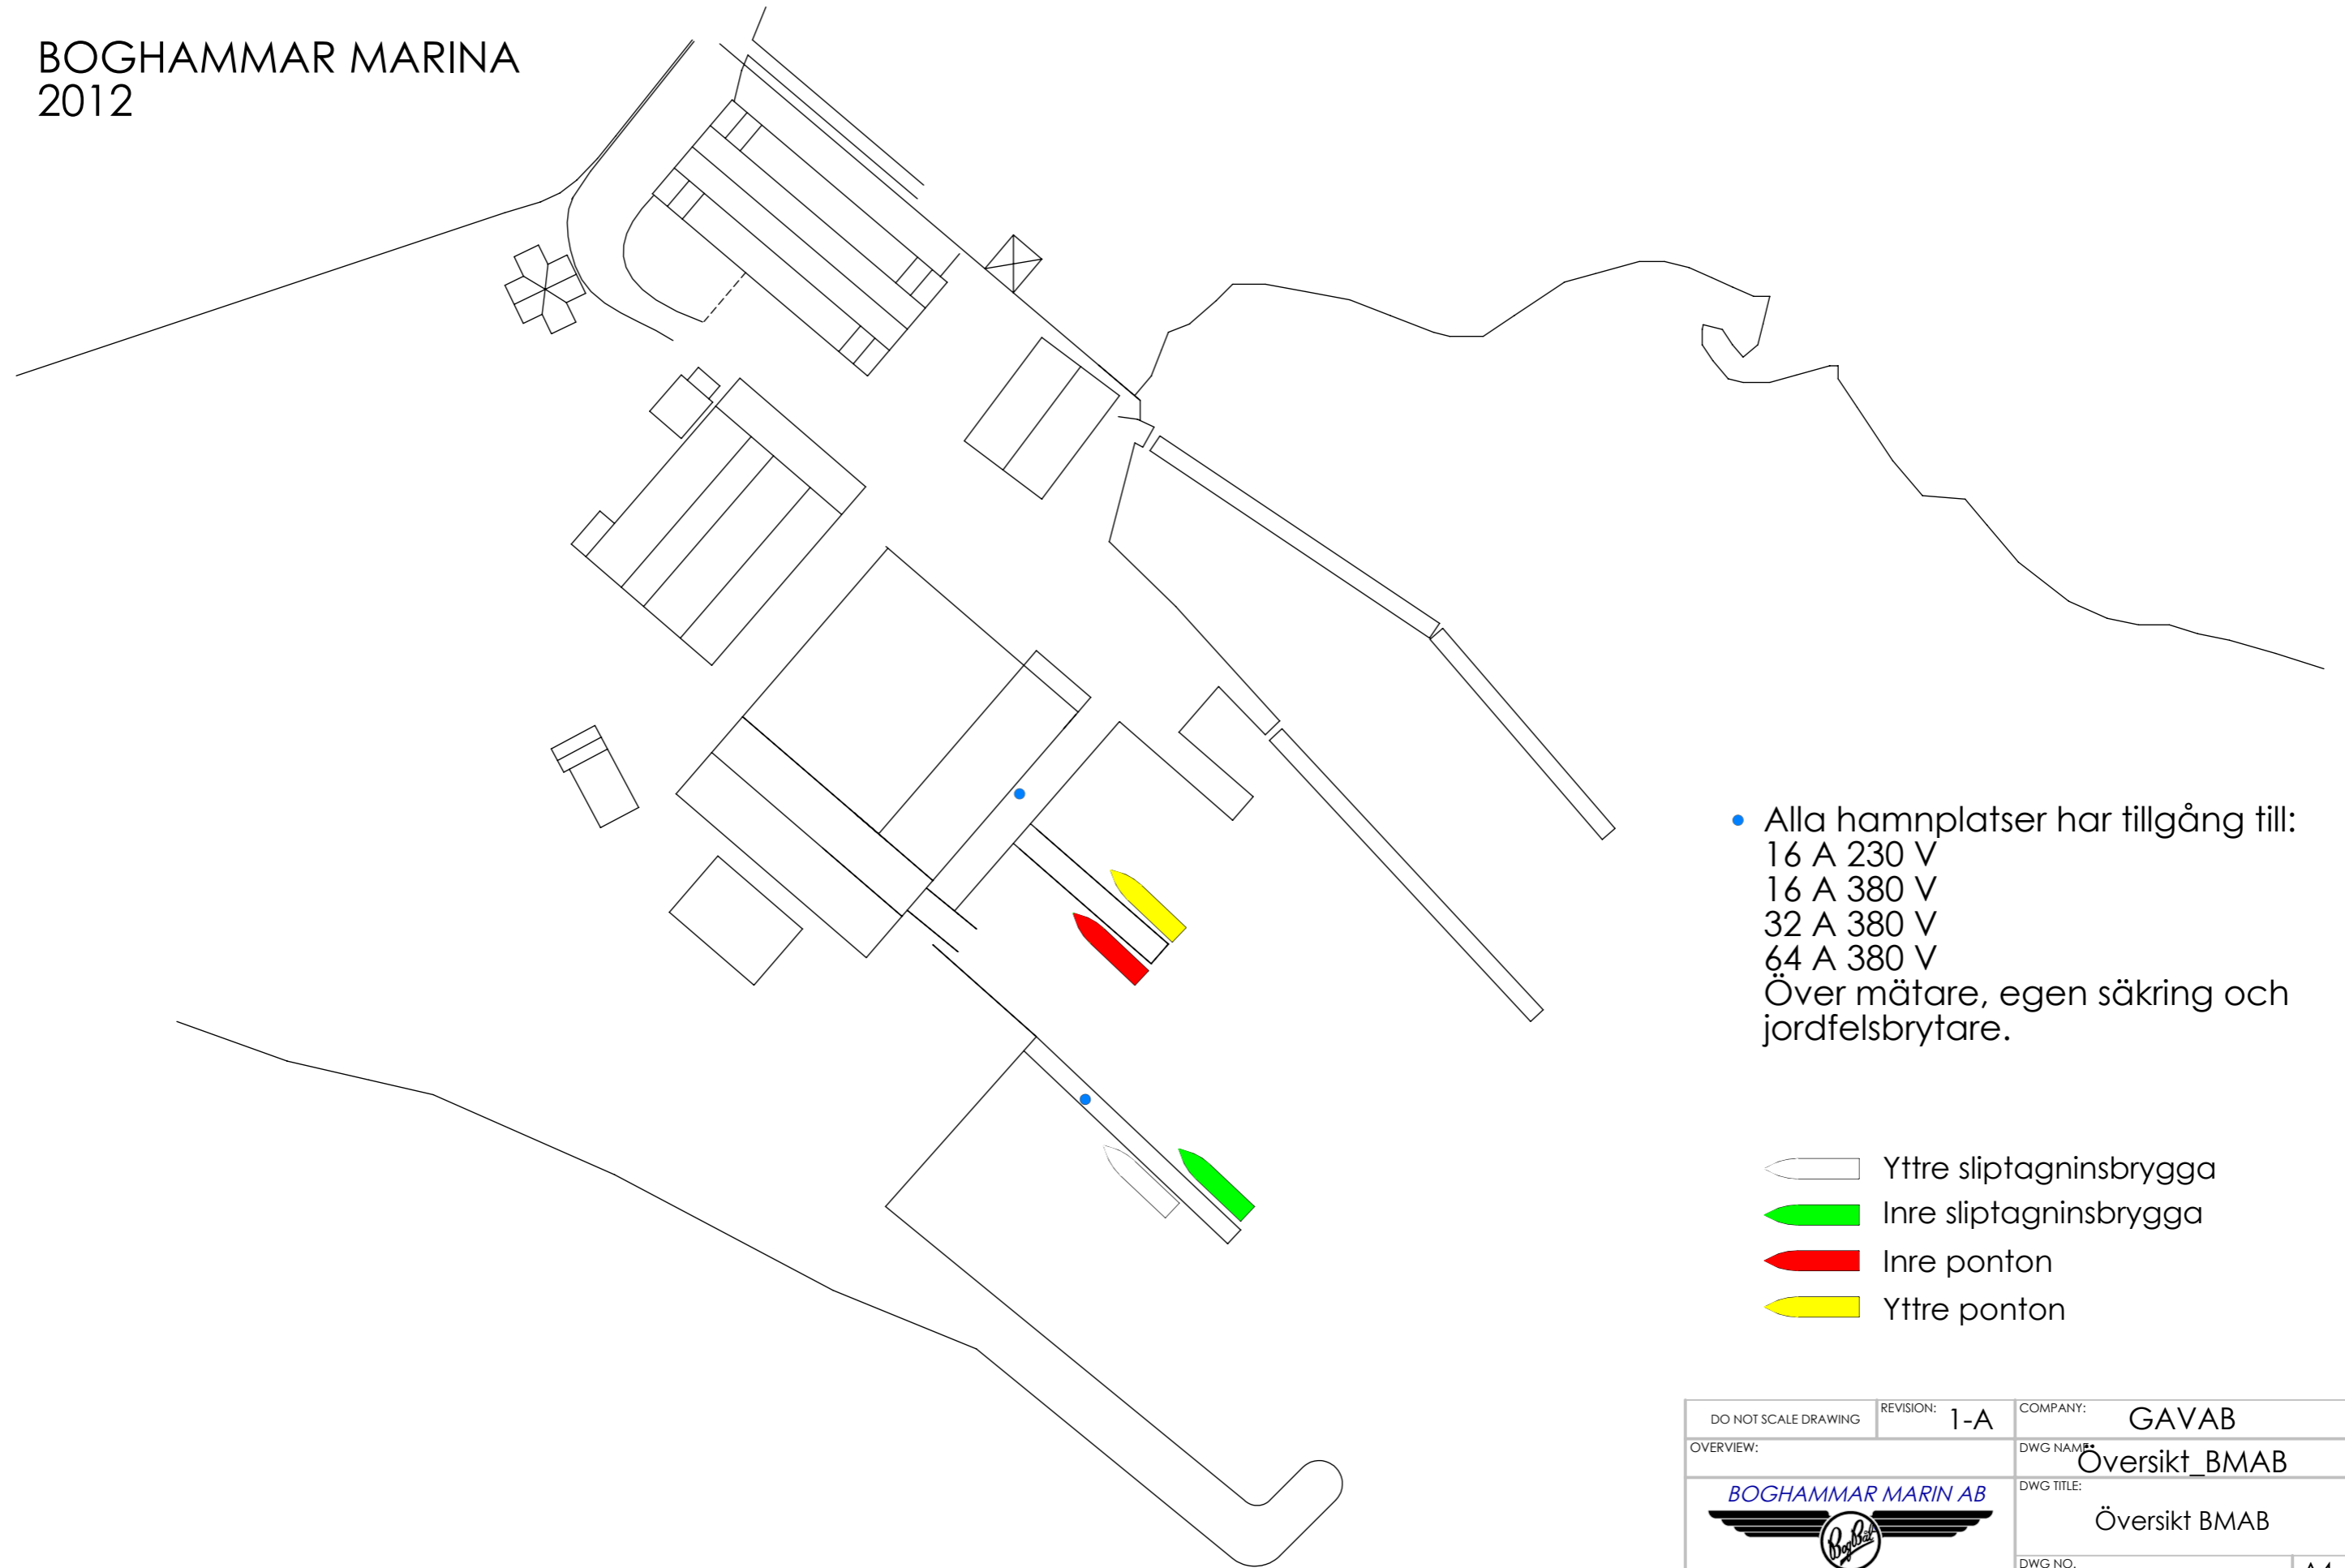 BOGHAMMAR MARINA
2012
Alla hamnplatser har tillgång till:
16 A 230 V
16 A 380 V
32 A 380 V
64 A 380 V
Över mätare, egen säkring och
jordfelsbrytare.
Yttre sliptagninsbrygga
Inre sliptagninsbrygga
Inre ponton
Yttre ponton
DO NOT SCALE DRAWING
REVISION: 1-A
COMPANY: GAVAB
OVERVIEW:
DWG NAME: Översikt_BMAB
BOGHAMMAR MARIN AB
BogBåt
DWG TITLE:
Översikt BMAB
DWG NO.